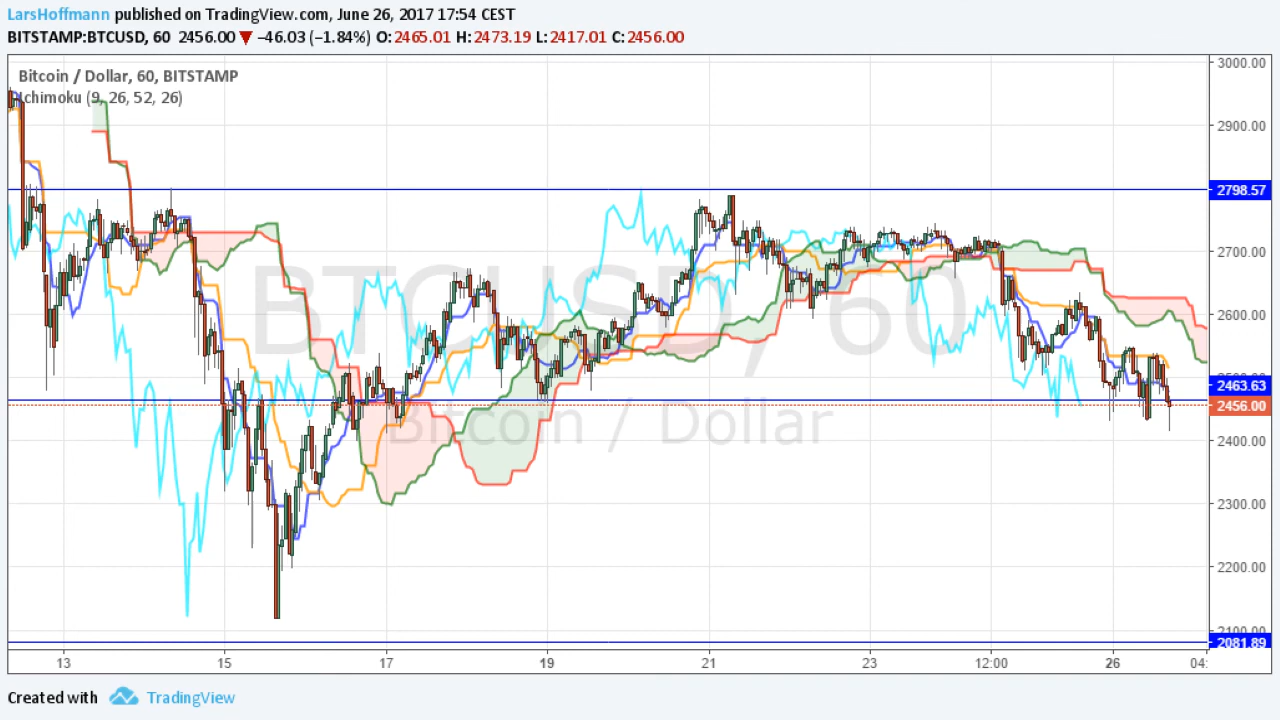 LarsHoffmann published on TradingView.com, June 26, 2017 17:54 CEST
BITSTAMP:BTCUSD, 60 2456.00 ▼ −46.03 (−1.84%) O:2465.01 H:2473.19 L:2417.01 C:2456.00
Bitcoin / Dollar, 60, BITSTAMP
Ichimoku (9, 26, 52, 26)
BTCUSD, 60
Bitcoin / Dollar
3000.00
2900.00
2798.57
2700.00
2600.00
2500.00
2463.63
2456.00
2400.00
2300.00
2200.00
2100.00
2081.89
13 15 17 19 21 23 12:00 26 04:
Created with TradingView